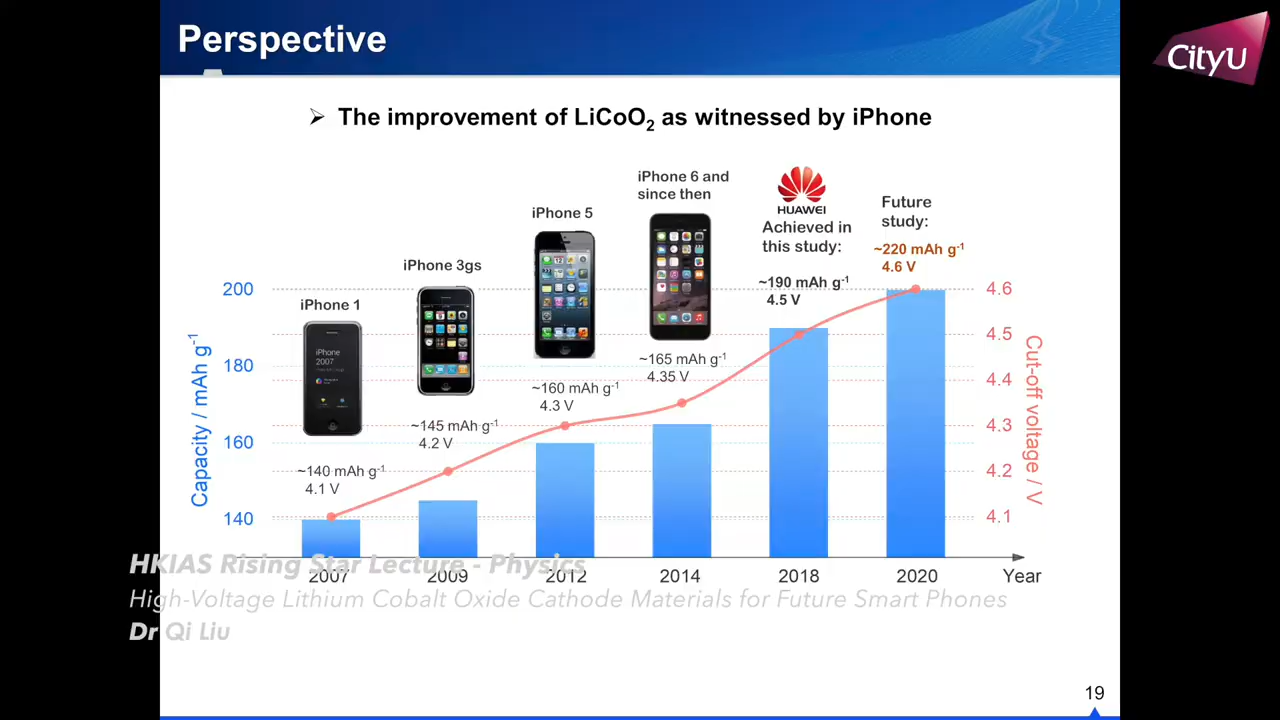 Perspective
CityU
➢ The improvement of LiCoO2 as witnessed by iPhone
iPhone 1
~140 mAh g-1
4.1 V
iPhone 3gs
~145 mAh g-1
4.2 V
iPhone 5
~160 mAh g-1
4.3 V
iPhone 6 and
since then
~165 mAh g-1
4.35 V
HUAWEI
Achieved in
this study:
~190 mAh g-1
4.5 V
Future
study:
~220 mAh g-1
4.6 V
iPhone
2007
Capacity / mAh g-1
200
180
160
140
Cut-off voltage / V
4.6
4.5
4.4
4.3
4.2
4.1
2007 2009 2012 2014 2018 2020 Year
HKIAS Rising Star Lecture - Physics
High-Voltage Lithium Cobalt Oxide Cathode Materials for Future Smart Phones
Dr Qi Liu
19